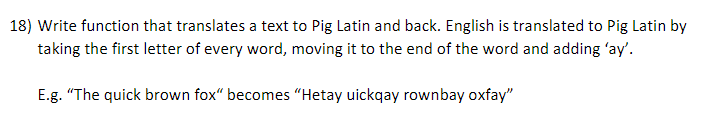 18) Write function that translates a text to Pig Latin and back. English is translated to Pig Latin by
taking the first letter of every word, moving it to the end of the word and adding ‘ay’.
E.g. “The quick brown fox“ becomes “Hetay uickqay rownbay oxfay”